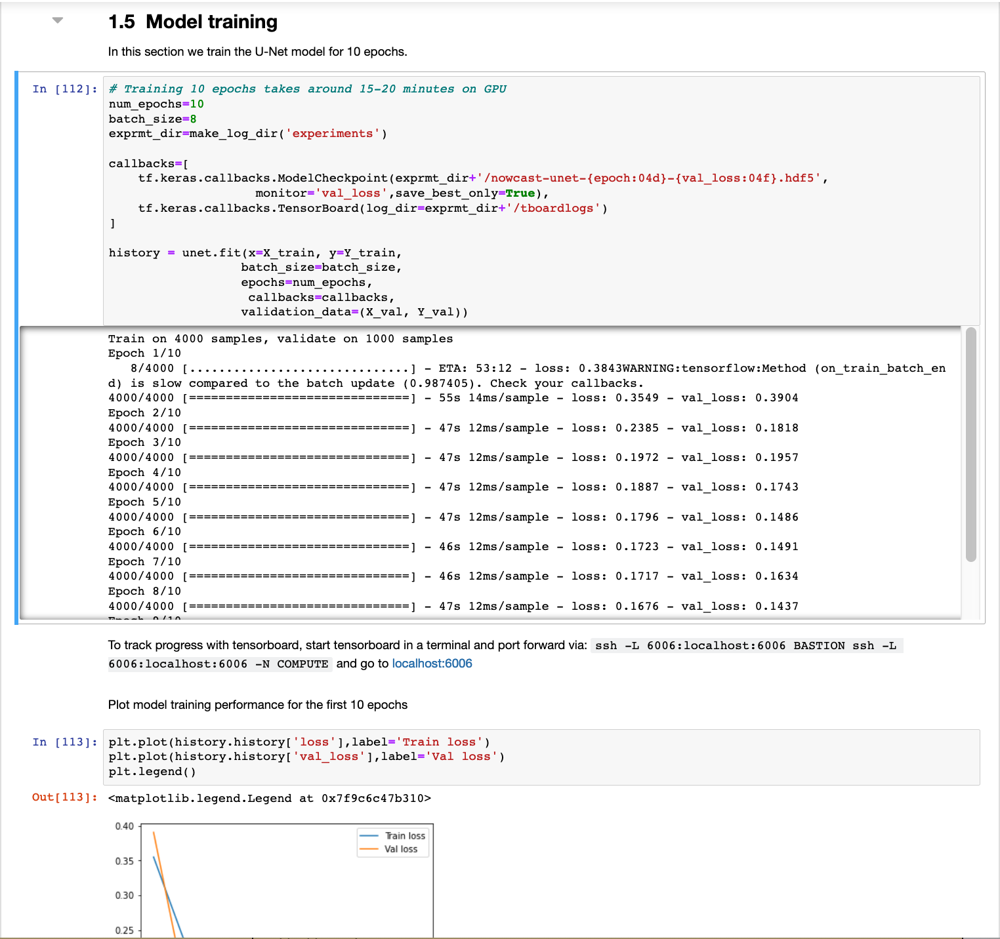 1.5 Model training
In this section we train the U-Net model for 10 epochs.
In [112]:
# Training 10 epochs takes around 15-20 minutes on GPU
num_epochs=10
batch_size=8
exprmt_dir=make_log_dir('experiments')
callbacks=[
    tf.keras.callbacks.ModelCheckpoint(exprmt_dir+'/nowcast-unet-{epoch:04d}-{val_loss:04f}.hdf5',
                    monitor='val_loss',save_best_only=True),
    tf.keras.callbacks.TensorBoard(log_dir=exprmt_dir+'/tboardlogs')
]
history = unet.fit(x=X_train, y=Y_train,
                  batch_size=batch_size,
                  epochs=num_epochs,
                   callbacks=callbacks,
                  validation_data=(X_val, Y_val))
Train on 4000 samples, validate on 1000 samples
Epoch 1/10
   8/4000 [..............................] - ETA: 53:12 - loss: 0.3843WARNING:tensorflow:Method (on_train_batch_en
d) is slow compared to the batch update (0.987405). Check your callbacks.
4000/4000 [==============================] - 55s 14ms/sample - loss: 0.3549 - val_loss: 0.3904
Epoch 2/10
4000/4000 [==============================] - 47s 12ms/sample - loss: 0.2385 - val_loss: 0.1818
Epoch 3/10
4000/4000 [==============================] - 47s 12ms/sample - loss: 0.1972 - val_loss: 0.1957
Epoch 4/10
4000/4000 [==============================] - 47s 12ms/sample - loss: 0.1887 - val_loss: 0.1743
Epoch 5/10
4000/4000 [==============================] - 47s 12ms/sample - loss: 0.1796 - val_loss: 0.1486
Epoch 6/10
4000/4000 [==============================] - 46s 12ms/sample - loss: 0.1723 - val_loss: 0.1491
Epoch 7/10
4000/4000 [==============================] - 46s 12ms/sample - loss: 0.1717 - val_loss: 0.1634
Epoch 8/10
4000/4000 [==============================] - 47s 12ms/sample - loss: 0.1676 - val_loss: 0.1437
Epoch 9/10
To track progress with tensorboard, start tensorboard in a terminal and port forward via: ssh -L 6006:localhost:6006 BASTION ssh -L
6006:localhost:6006 -N COMPUTE and go to localhost:6006
Plot model training performance for the first 10 epochs
In [113]:
plt.plot(history.history['loss'],label='Train loss')
plt.plot(history.history['val_loss'],label='Val loss')
plt.legend()
Out[113]: <matplotlib.legend.Legend at 0x7f9c6c47b310>
0.40
Train loss
Val loss
0.35
0.30
0.25